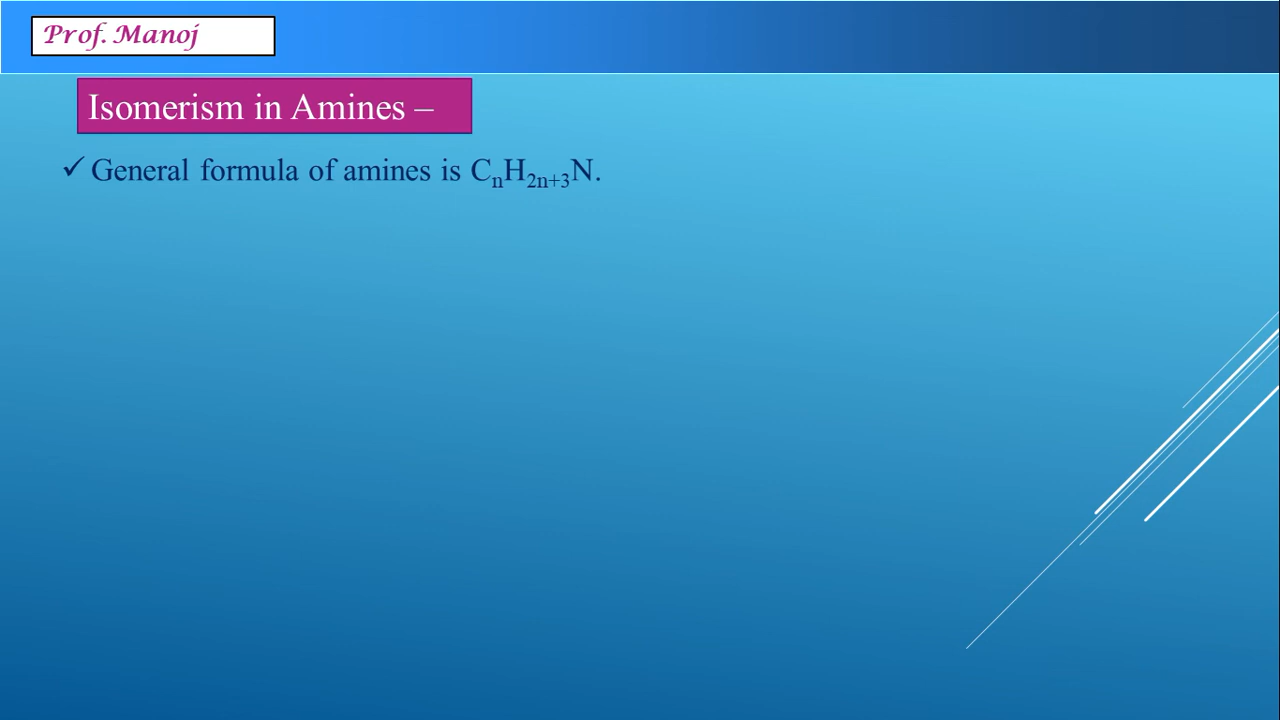 Prof. Manoj
Isomerism in Amines –
✓ General formula of amines is CₙH₂ₙ₊₃N.